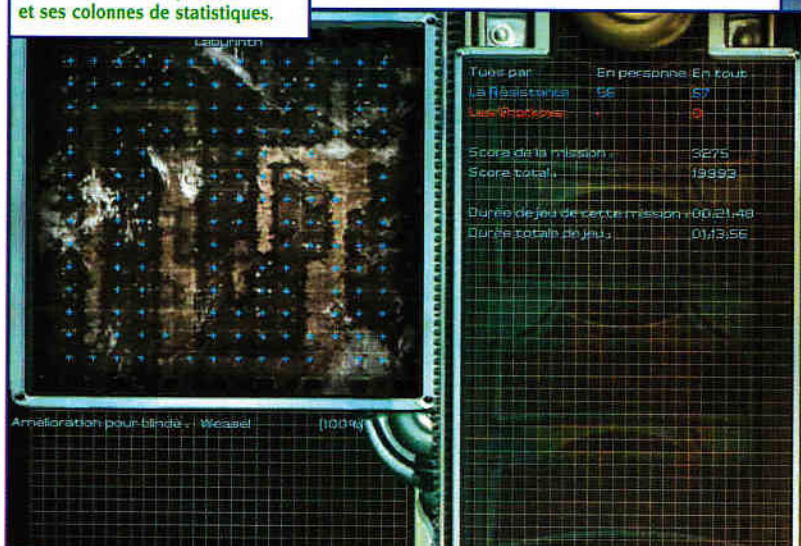 et ses colonnes de statistiques.
Labyrinth
Tués par En personne En tout
La Résistance 56 57
Les 0
Score de la mission : 3275
Score total : 19993
Durée de jeu de cette mission : 00:21:48
Durée totale de jeu : 01:13:56
Amélioration pour blindé : Weasel (100%)